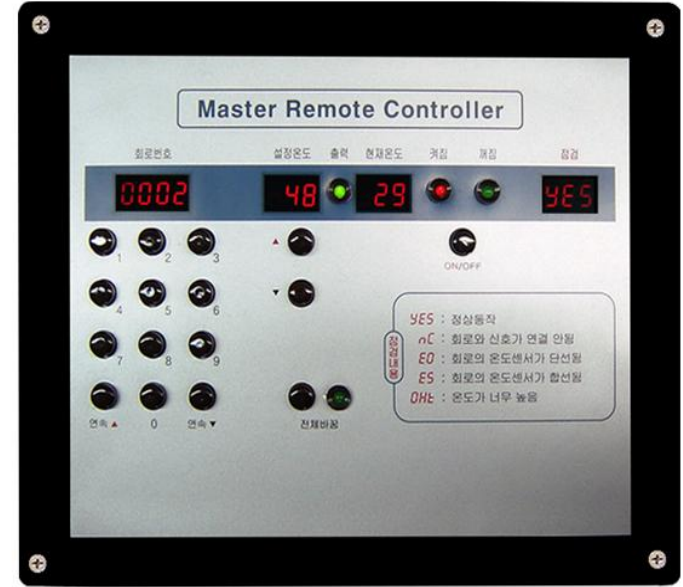 Master Remote Controller
회로번호 설정온도 출력 현재온도 켜짐 꺼짐 점검
0002 48 29 YES
1 2 3
▲
ON/OFF
4 5 6
▼
7 8 9
연속 ▲ 0 연속 ▼
전체바꿈
점검내용
YES : 정상동작
nC : 회로와 신호가 연결 안됨
EO : 회로의 온도센서가 단선됨
ES : 회로의 온도센서가 합선됨
OHt : 온도가 너무 높음